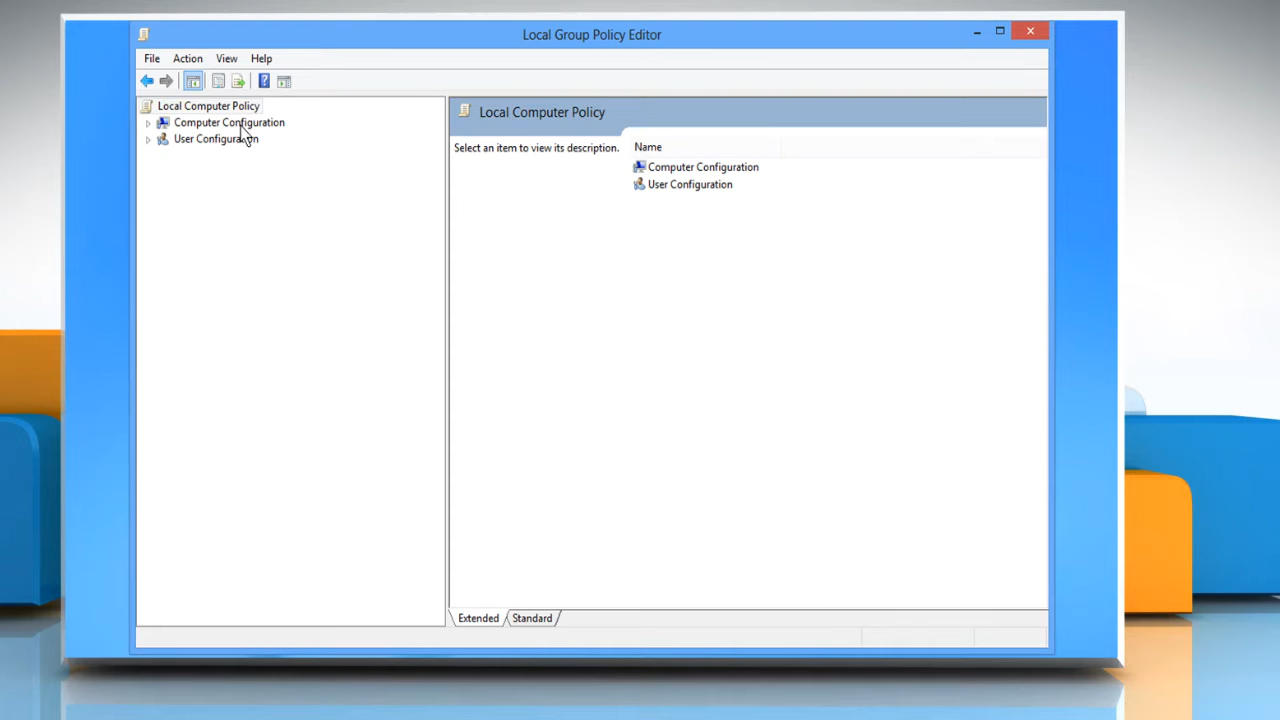 Local Group Policy Editor
File Action View Help
Local Computer Policy
Computer Configuration
User Configuration
Local Computer Policy
Select an item to view its description.
Name
Computer Configuration
User Configuration
Extended Standard